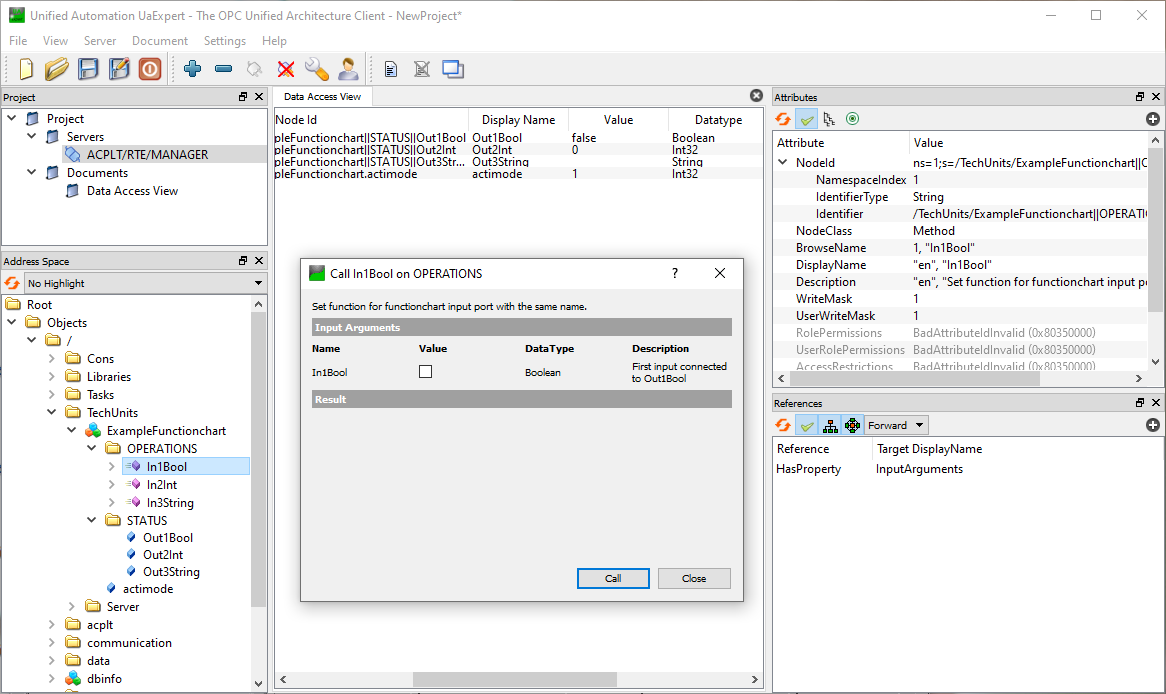 Unified Automation UaExpert - The OPC Unified Architecture Client - NewProject*
File View Server Document Settings Help
Project
Project
Servers
ACPLT/RTE/MANAGER
Documents
Data Access View
Address Space
No Highlight
Root
Objects
/
Cons
Libraries
Tasks
TechUnits
ExampleFunctionchart
OPERATIONS
In1Bool
In2Int
In3String
STATUS
Out1Bool
Out2Int
Out3String
actimode
Server
acplt
communication
data
dbinfo
Data Access View
Node Id Display Name Value Datatype
pleFunctionchart||STATUS||Out1Bool Out1Bool false Boolean
pleFunctionchart||STATUS||Out2Int Out2Int 0 Int32
pleFunctionchart||STATUS||Out3Str... Out3String String
pleFunctionchart.actimode actimode 1 Int32
Call In1Bool on OPERATIONS ?
Set function for functionchart input port with the same name.
Input Arguments
Name Value DataType Description
In1Bool Boolean First input connected
to Out1Bool
Result
Call Close
Attributes
Attribute Value
NodeId ns=1;s=/TechUnits/ExampleFunctionchart||O
NamespaceIndex 1
IdentifierType String
Identifier /TechUnits/ExampleFunctionchart||OPERATI
NodeClass Method
BrowseName 1, "In1Bool"
DisplayName "en", "In1Bool"
Description "en", "Set function for functionchart input p
WriteMask 1
UserWriteMask 1
RolePermissions BadAttributeIdInvalid (0x80350000)
UserRolePermissions BadAttributeIdInvalid (0x80350000)
AccessRestrictions BadAttributeIdInvalid (0x80350000)
References
Forward
Reference Target DisplayName
HasProperty InputArguments